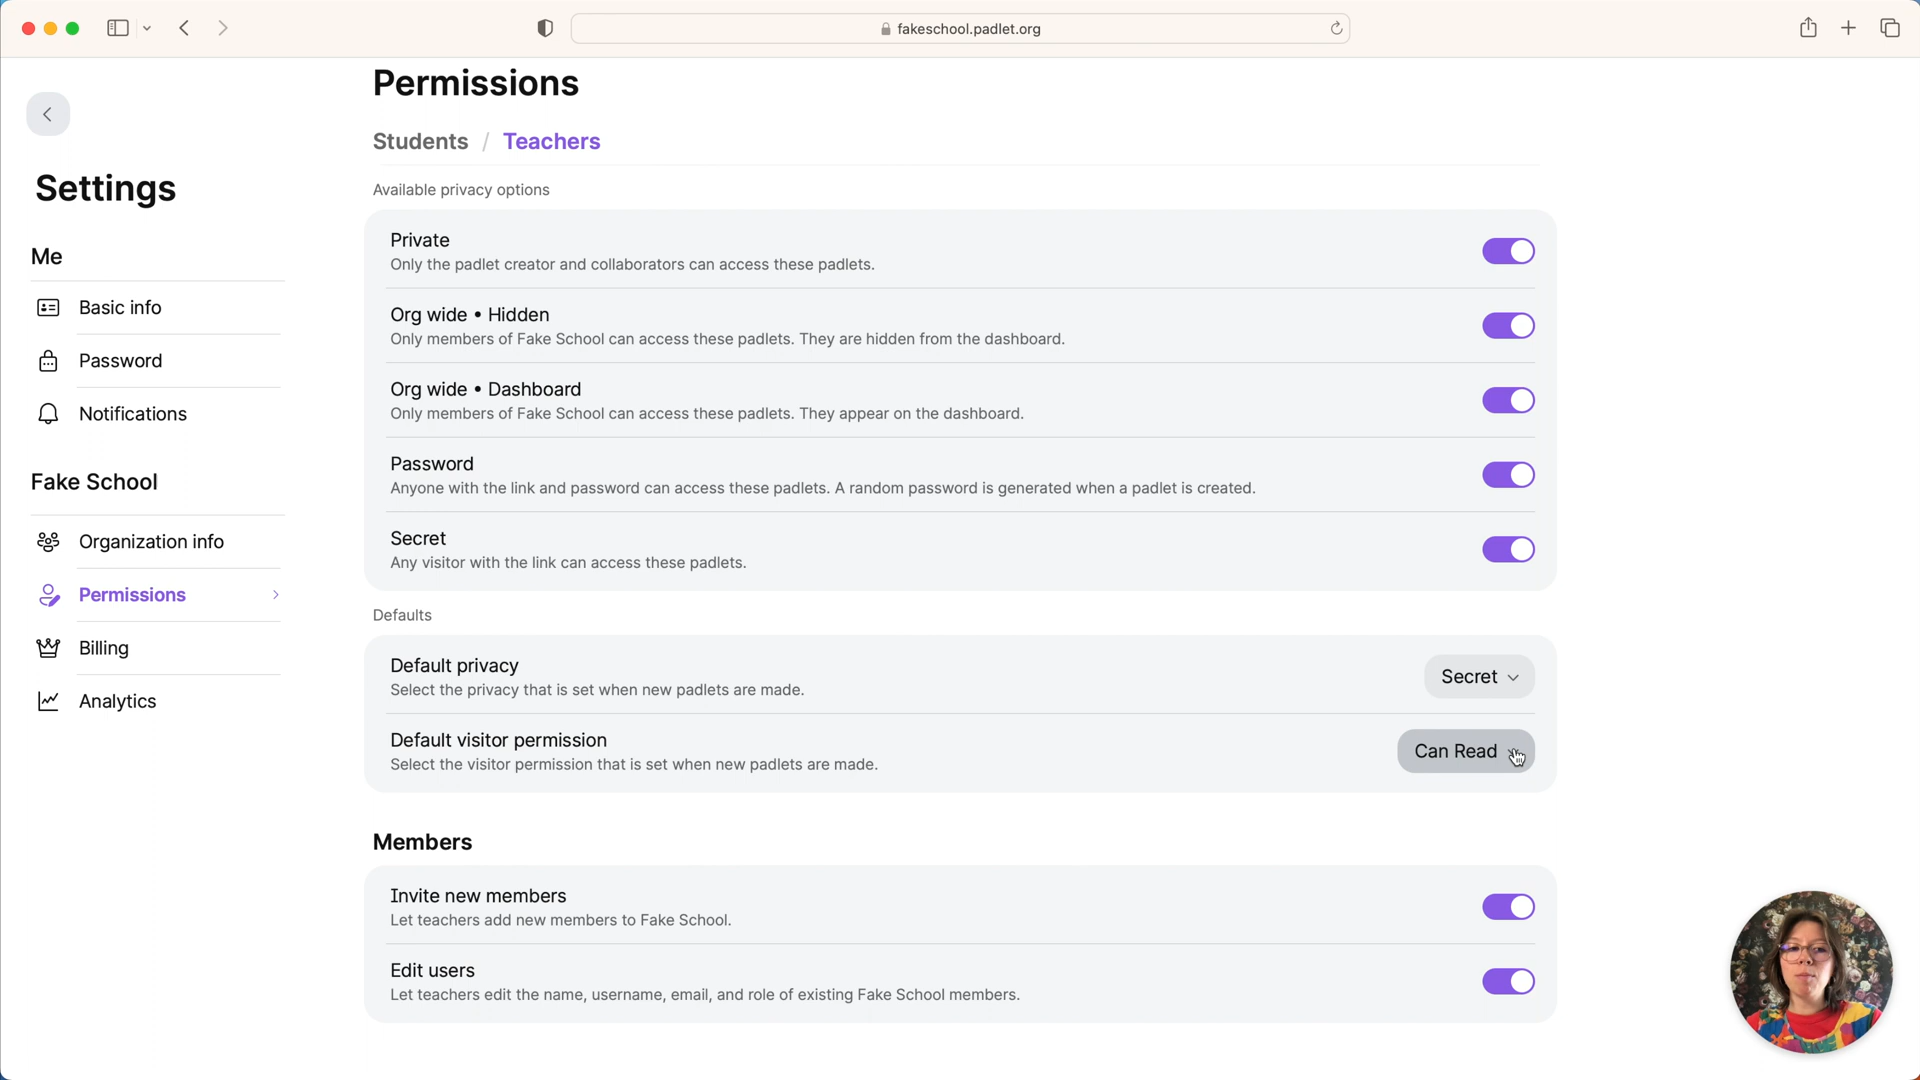 fakeschool.padlet.org
Permissions
Students / Teachers
Settings
Available privacy options
Me
Basic info
Password
Notifications
Fake School
Organization info
Permissions
Billing
Analytics
Private
Only the padlet creator and collaborators can access these padlets.
Org wide • Hidden
Only members of Fake School can access these padlets. They are hidden from the dashboard.
Org wide • Dashboard
Only members of Fake School can access these padlets. They appear on the dashboard.
Password
Anyone with the link and password can access these padlets. A random password is generated when a padlet is created.
Secret
Any visitor with the link can access these padlets.
Defaults
Default privacy
Select the privacy that is set when new padlets are made.
Secret
Default visitor permission
Select the visitor permission that is set when new padlets are made.
Can Read
Members
Invite new members
Let teachers add new members to Fake School.
Edit users
Let teachers edit the name, username, email, and role of existing Fake School members.